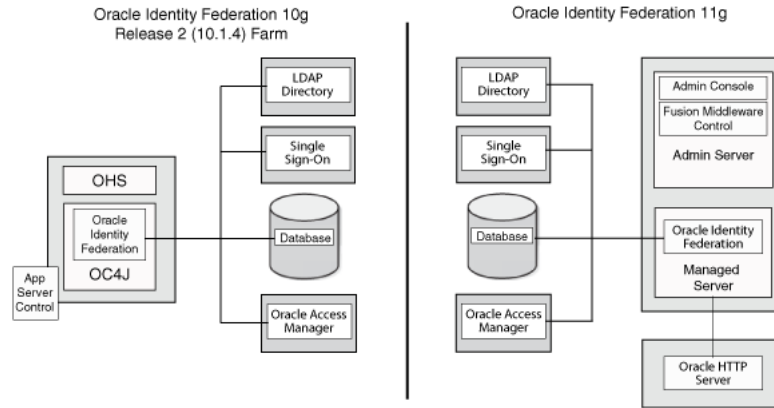 Oracle Identity Federation 10g
Release 2 (10.1.4) Farm
LDAP
Directory
Single
Sign-On
OHS
Oracle
Identity
Federation
OC4J
App
Server
Control
Database
Oracle Access
Manager
Oracle Identity Federation 11g
LDAP
Directory
Single
Sign-On
Database
Oracle Access
Manager
Admin Console
Fusion Middleware
Control
Admin Server
Oracle Identity
Federation
Managed
Server
Oracle HTTP
Server